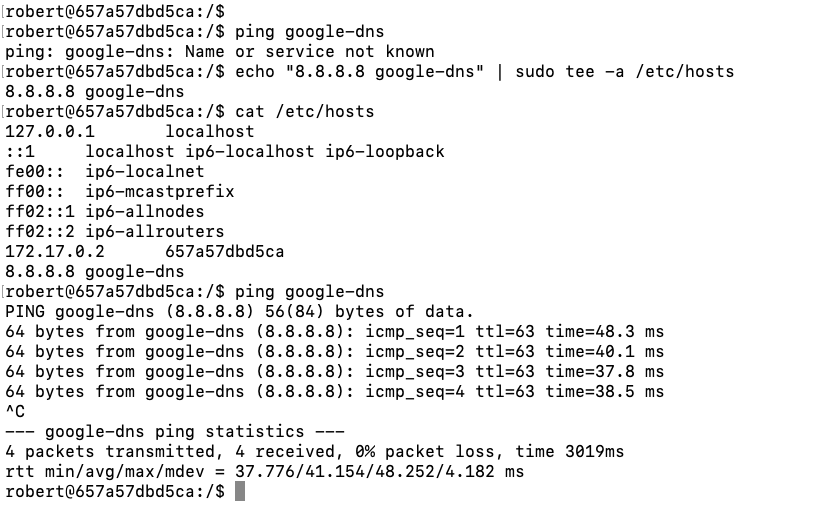 [robert@657a57dbd5ca:/$
[robert@657a57dbd5ca:/$ ping google-dns
ping: google-dns: Name or service not known
[robert@657a57dbd5ca:/$ echo "8.8.8.8 google-dns" | sudo tee -a /etc/hosts
8.8.8.8 google-dns
[robert@657a57dbd5ca:/$ cat /etc/hosts
127.0.0.1       localhost
::1     localhost ip6-localhost ip6-loopback
fe00::  ip6-localnet
ff00::  ip6-mcastprefix
ff02::1 ip6-allnodes
ff02::2 ip6-allrouters
172.17.0.2      657a57dbd5ca
8.8.8.8 google-dns
[robert@657a57dbd5ca:/$ ping google-dns
PING google-dns (8.8.8.8) 56(84) bytes of data.
64 bytes from google-dns (8.8.8.8): icmp_seq=1 ttl=63 time=48.3 ms
64 bytes from google-dns (8.8.8.8): icmp_seq=2 ttl=63 time=40.1 ms
64 bytes from google-dns (8.8.8.8): icmp_seq=3 ttl=63 time=37.8 ms
64 bytes from google-dns (8.8.8.8): icmp_seq=4 ttl=63 time=38.5 ms
^C
--- google-dns ping statistics ---
4 packets transmitted, 4 received, 0% packet loss, time 3019ms
rtt min/avg/max/mdev = 37.776/41.154/48.252/4.182 ms
robert@657a57dbd5ca:/$